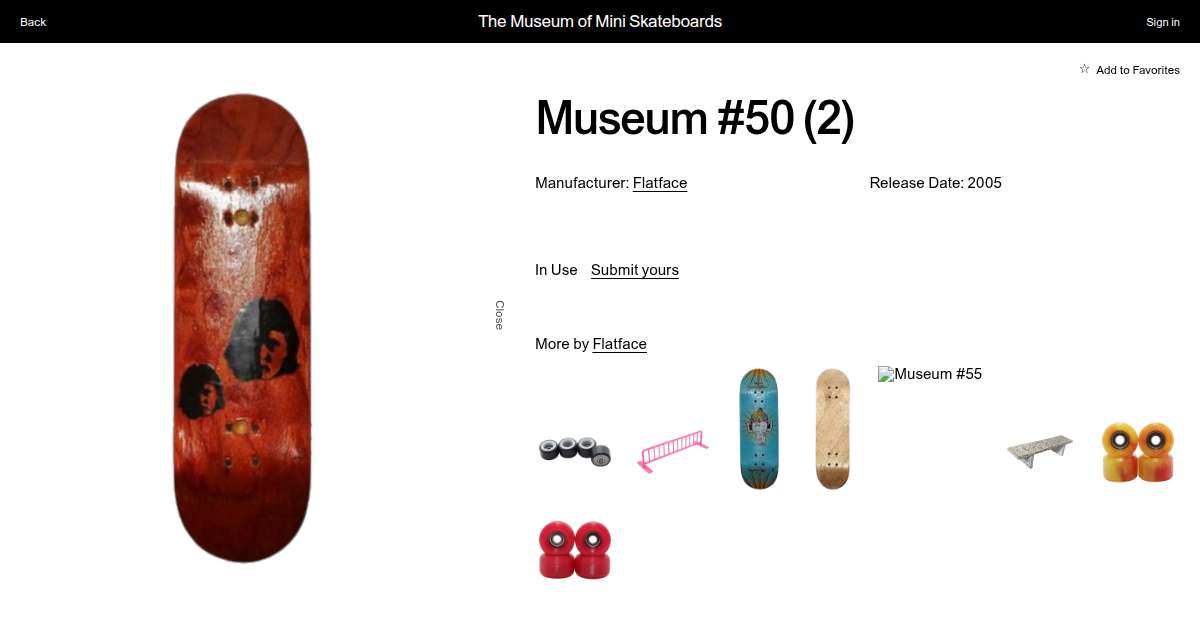 Back
The Museum of Mini Skateboards
Sign in
☆ Add to Favorites
Museum #50 (2)
Manufacturer: Flatface
Release Date: 2005
In Use Submit yours
Close
More by Flatface
Museum #55